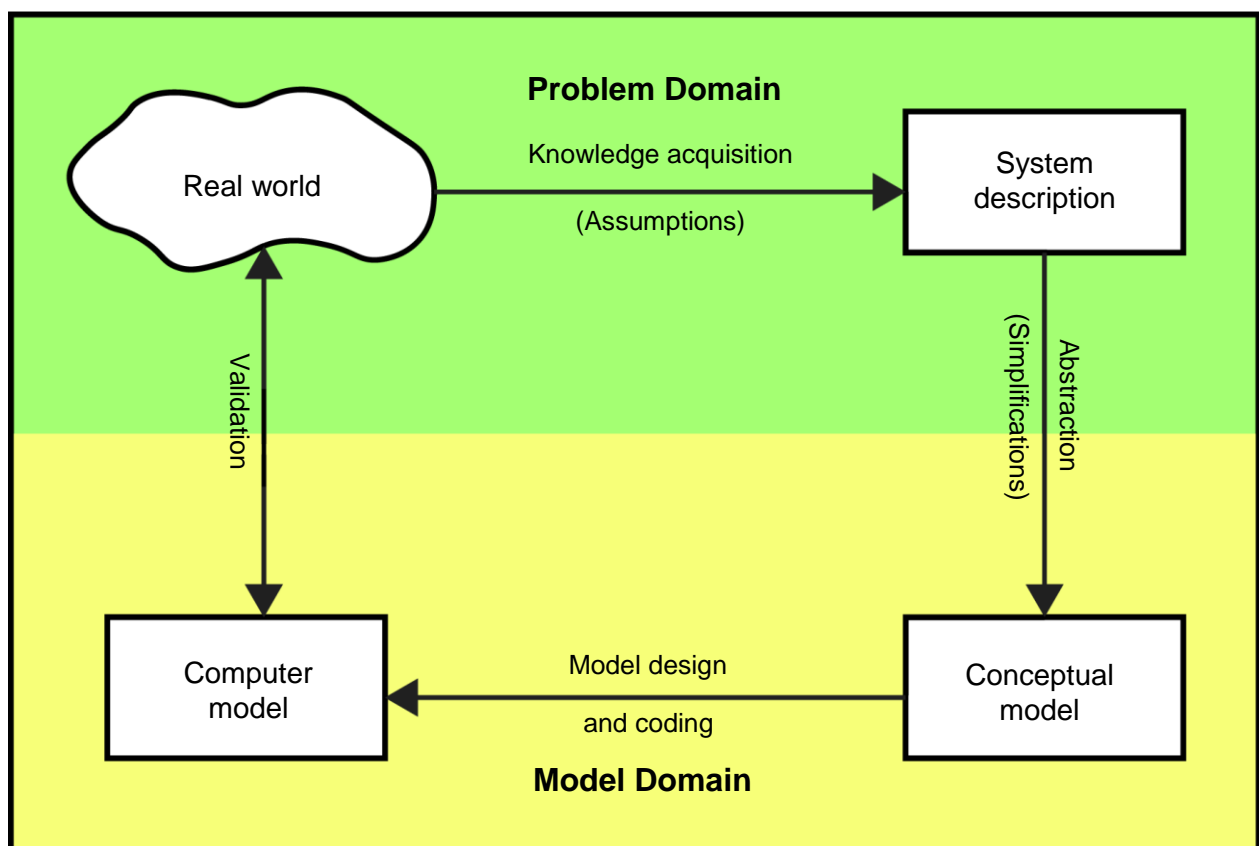 Problem Domain
Real world
Knowledge acquisition
(Assumptions)
System
description
Validation
Abstraction
(Simplifications)
Computer
model
Model design
and coding
Conceptual
model
Model Domain